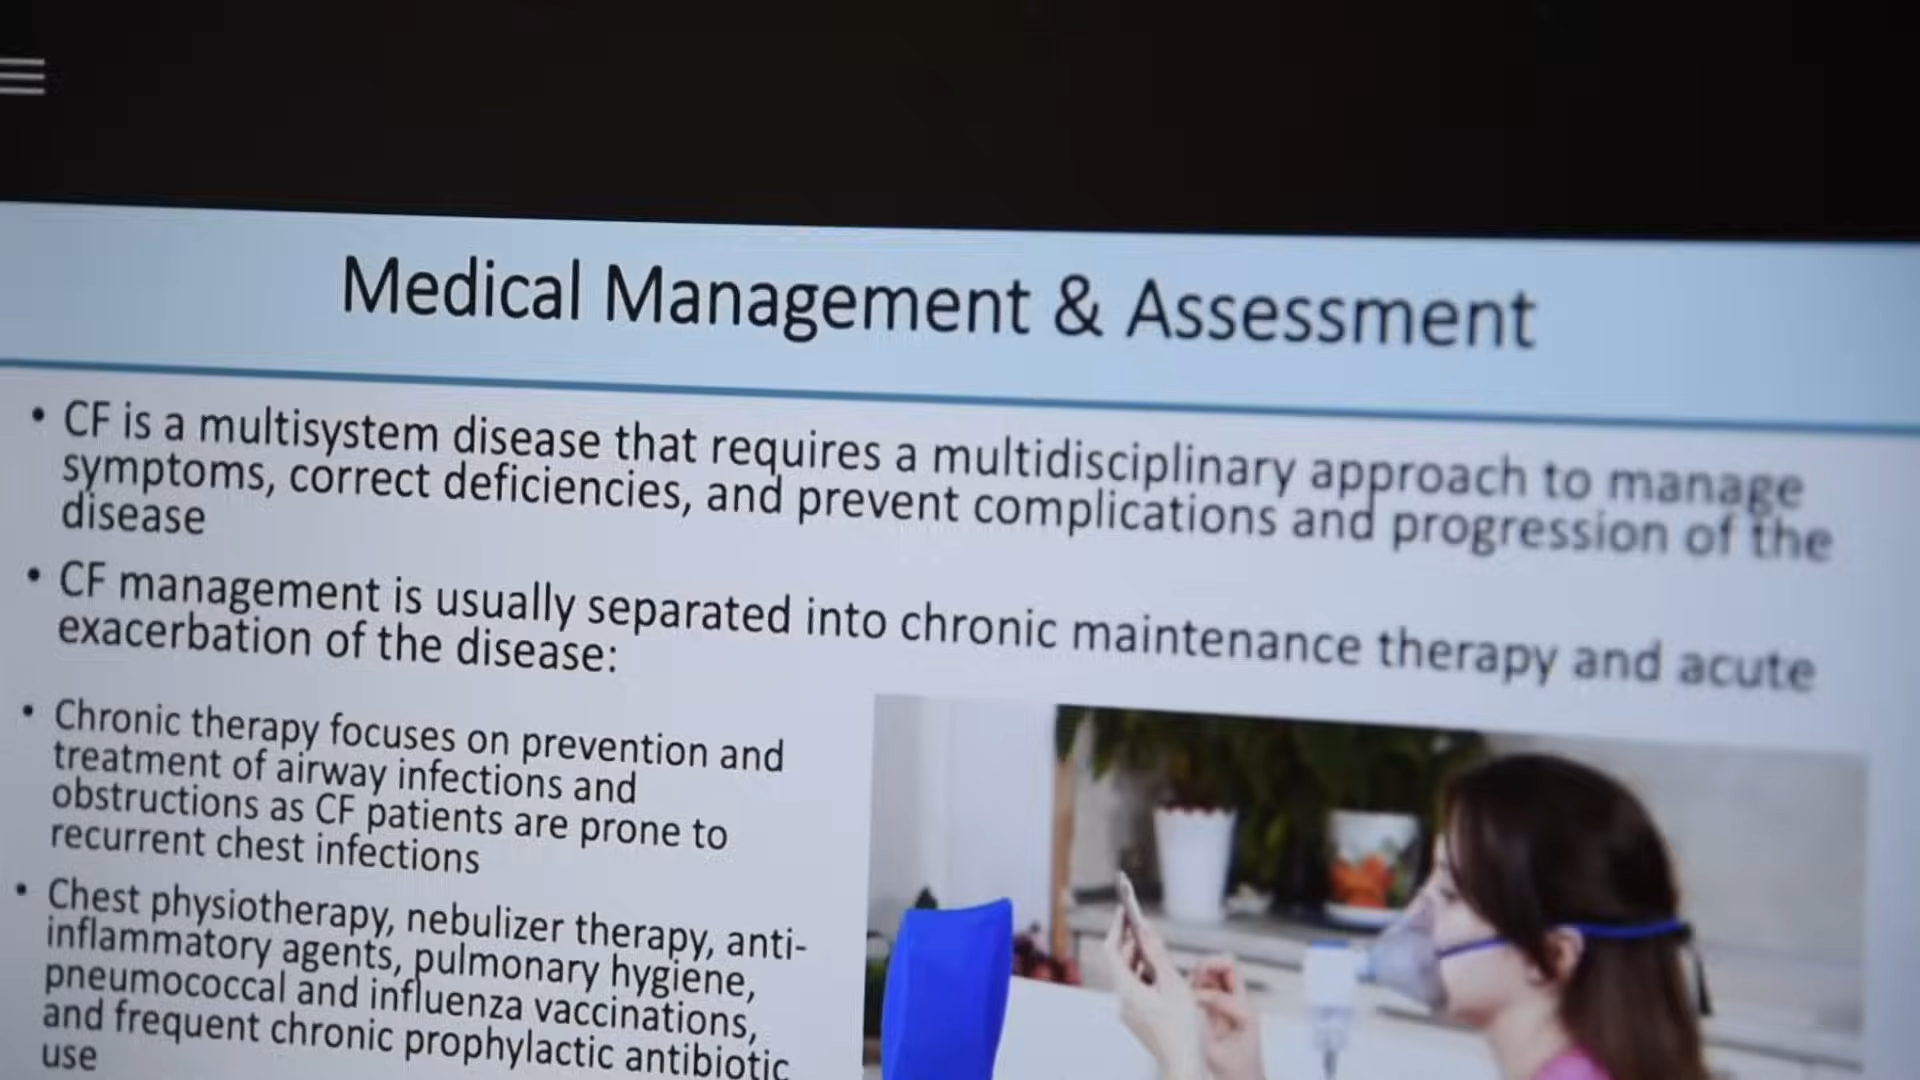 Medical Management & Assessment
• CF is a multisystem disease that requires a multidisciplinary approach to manage
symptoms, correct deficiencies, and prevent complications and progression of the
disease
• CF management is usually separated into chronic maintenance therapy and acute
exacerbation of the disease:
• Chronic therapy focuses on prevention and
treatment of airway infections and
obstructions as CF patients are prone to
recurrent chest infections
• Chest physiotherapy, nebulizer therapy, anti-
inflammatory agents, pulmonary hygiene,
pneumococcal and influenza vaccinations,
and frequent chronic prophylactic antibiotic
use